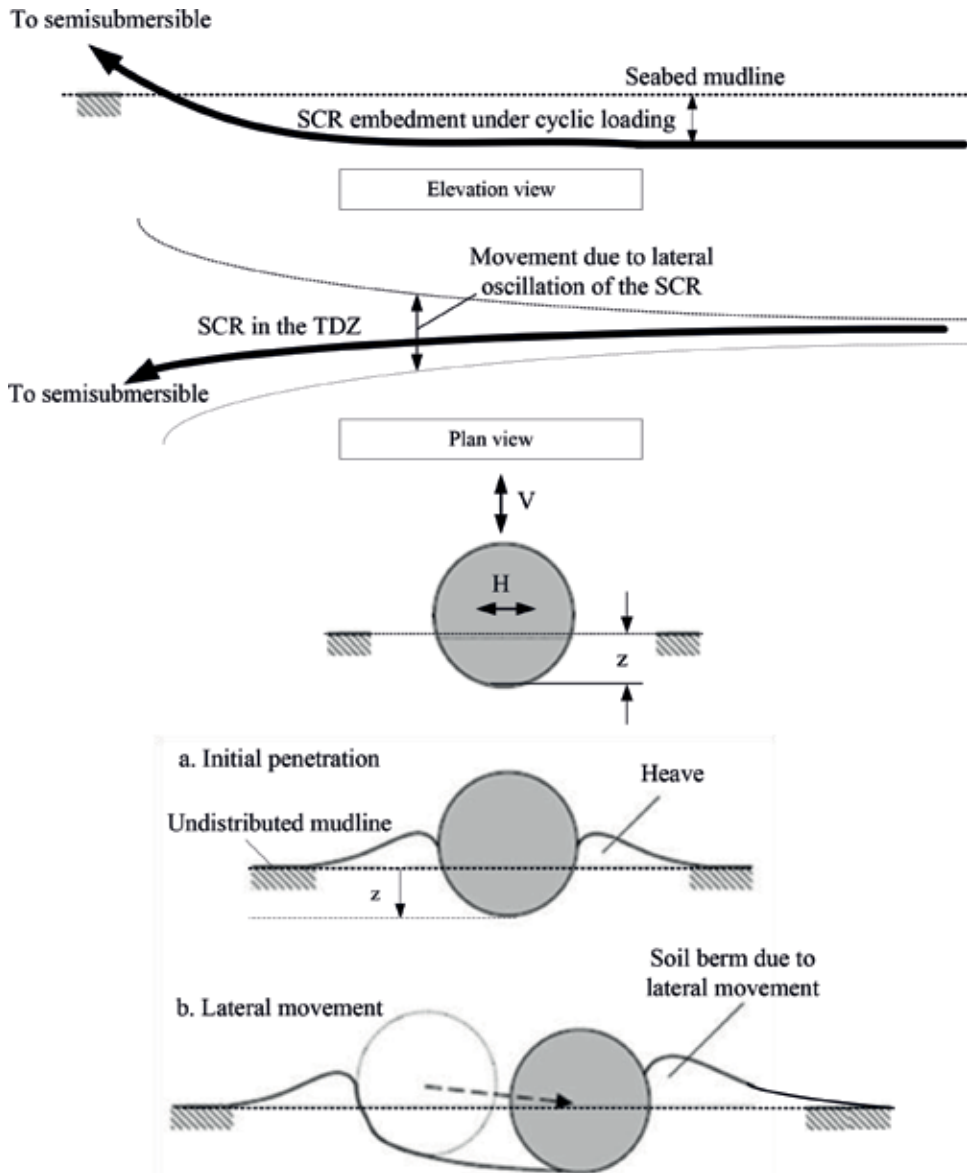 To semisubmersible
Seabed mudline
SCR embedment under cyclic loading
Elevation view
Movement due to lateral
oscillation of the SCR
SCR in the TDZ
To semisubmersible
Plan view
V
H
z
a. Initial penetration
Heave
Undistributed mudline
z
Soil berm due to
lateral movement
b. Lateral movement